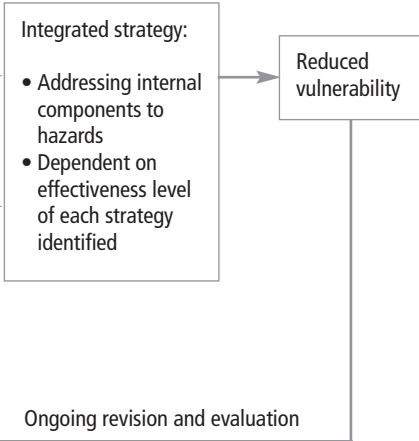 Integrated strategy:
• Addressing internal
components to
hazards
• Dependent on
effectiveness level
of each strategy
identified
Reduced
vulnerability
Ongoing revision and evaluation